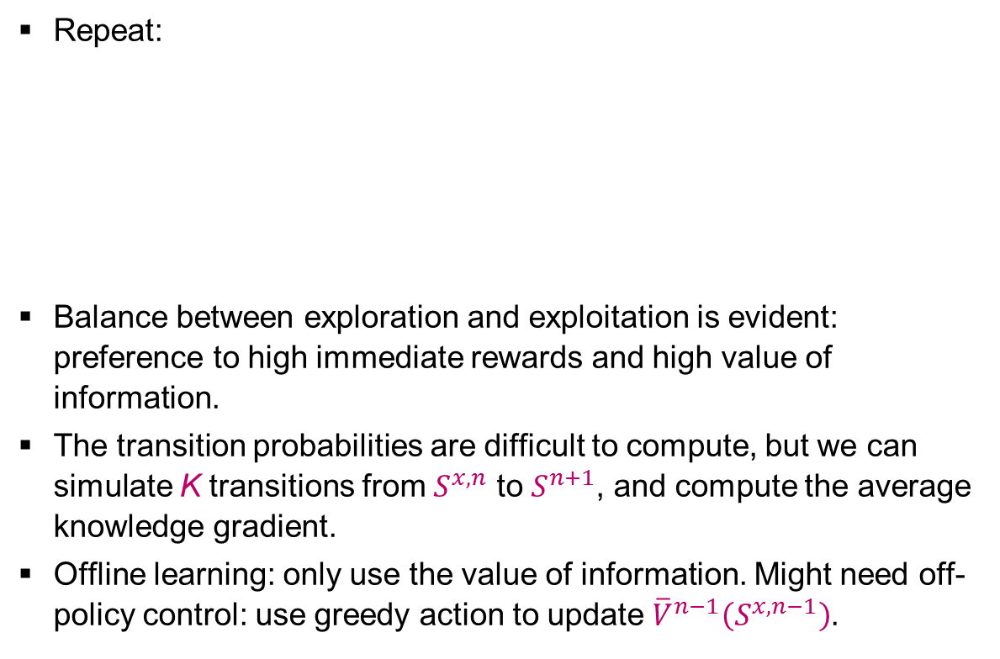 ▪ Repeat:
▪ Balance between exploration and exploitation is evident:
preference to high immediate rewards and high value of
information.
▪ The transition probabilities are difficult to compute, but we can
simulate K transitions from S^{x,n} to S^{n+1}, and compute the average
knowledge gradient.
▪ Offline learning: only use the value of information. Might need off-
policy control: use greedy action to update V̄^{n−1}(S^{x,n−1}).